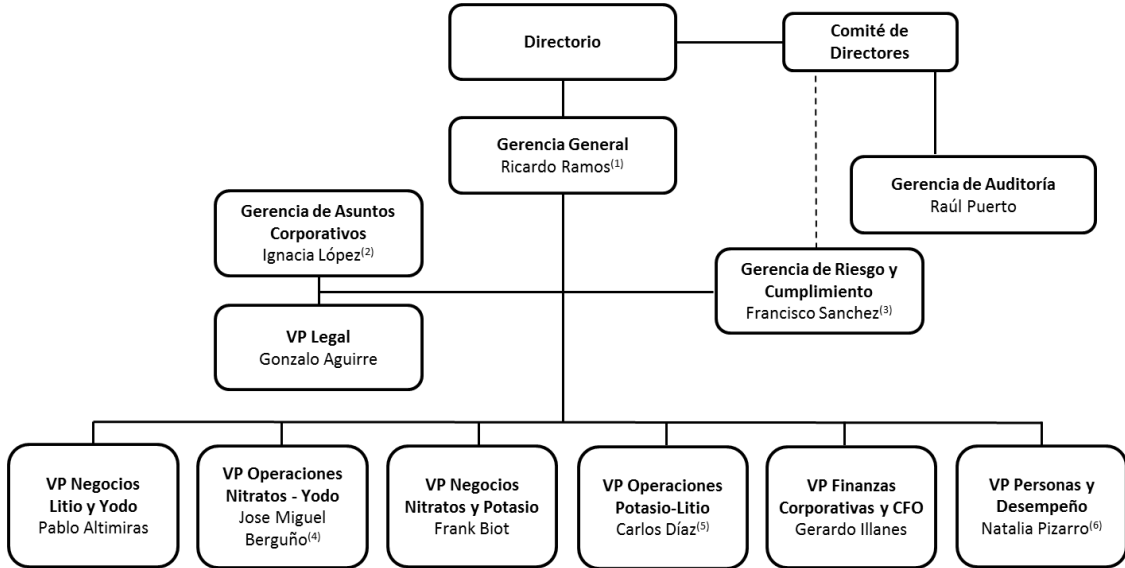 Directorio
Comité de
Directores
Gerencia General
Ricardo Ramos(1)
Gerencia de Auditoría
Raúl Puerto
Gerencia de Asuntos
Corporativos
Ignacia López(2)
Gerencia de Riesgo y
Cumplimiento
Francisco Sanchez(3)
VP Legal
Gonzalo Aguirre
VP Negocios
Litio y Yodo
Pablo Altimiras
VP Operaciones
Nitratos - Yodo
Jose Miguel
Berguño(4)
VP Negocios
Nitratos y Potasio
Frank Biot
VP Operaciones
Potasio-Litio
Carlos Díaz(5)
VP Finanzas
Corporativas y CFO
Gerardo Illanes
VP Personas y
Desempeño
Natalia Pizarro(6)